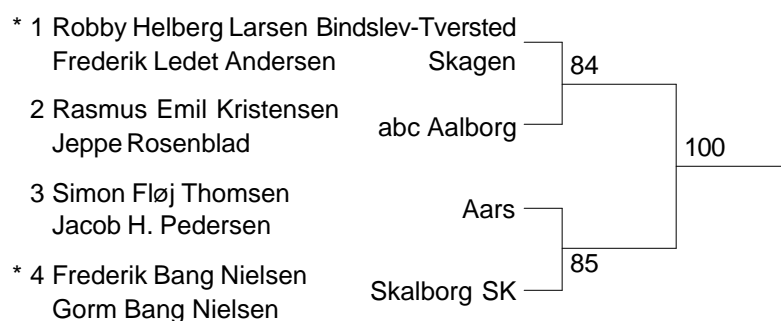 * 1 Robby Helberg Larsen Bindslev-Tversted
Frederik Ledet Andersen Skagen
84
2 Rasmus Emil Kristensen
Jeppe Rosenblad
abc Aalborg
100
3 Simon Fløj Thomsen
Jacob H. Pedersen
Aars
85
* 4 Frederik Bang Nielsen
Gorm Bang Nielsen
Skalborg SK